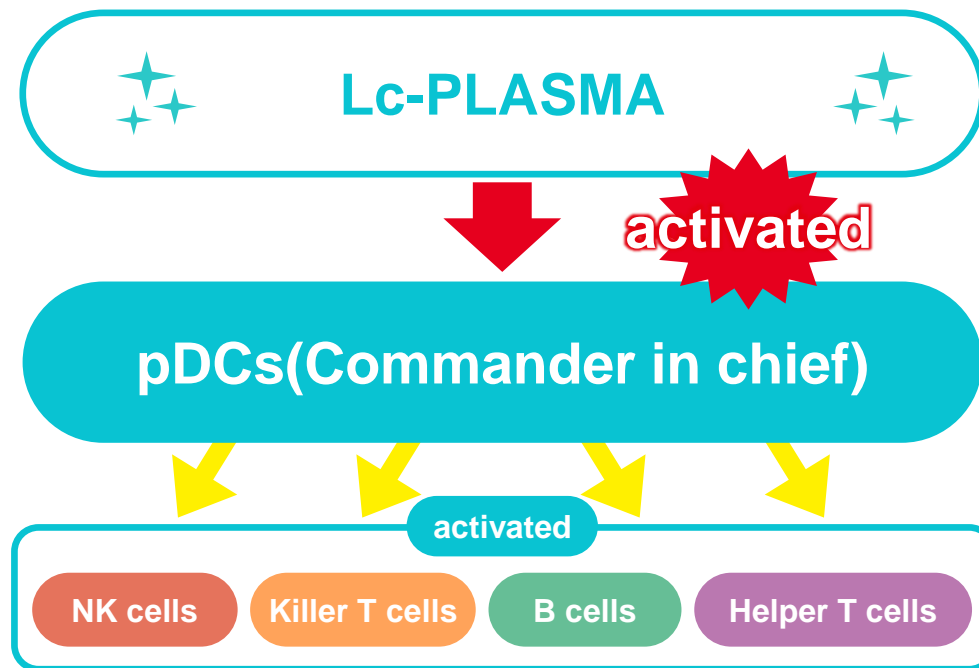 Lc-PLASMA
activated
pDCs(Commander in chief)
activated
NK cells
Killer T cells
B cells
Helper T cells